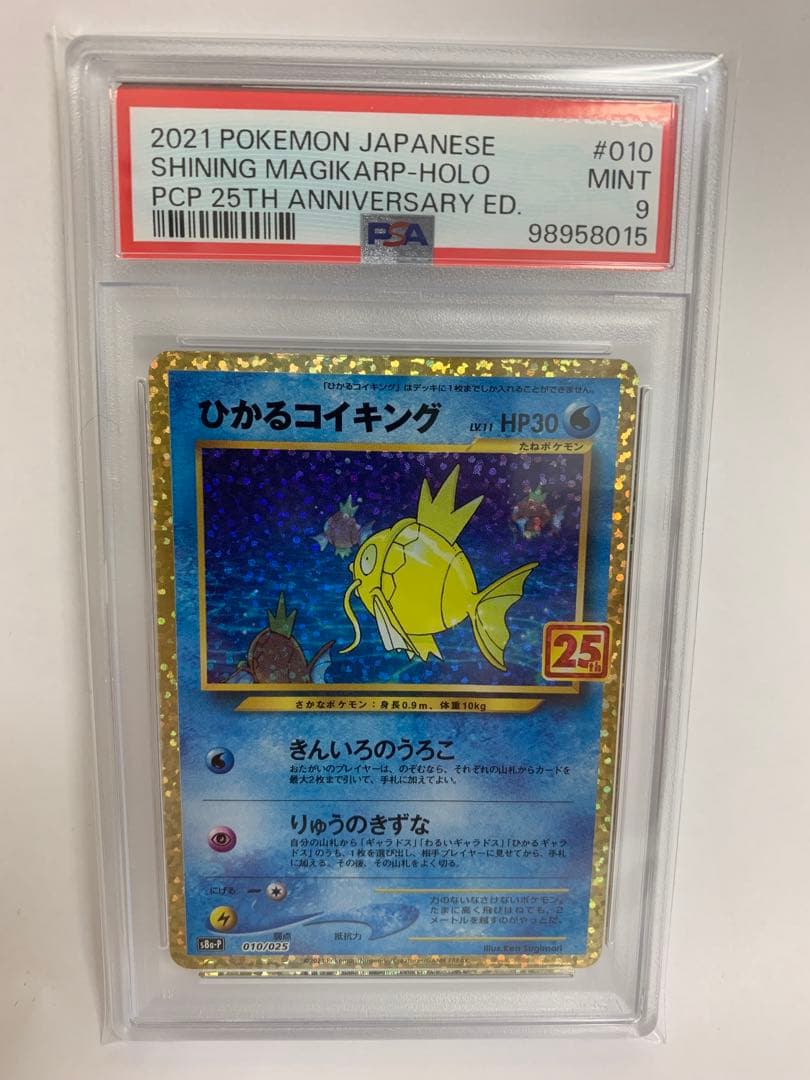 2021 POKEMON JAPANESE #010
SHINING MAGIKARP-HOLO MINT
PCP 25TH ANNIVERSARY ED. 9
PSA 98958015
「ひかるコイキング」はデッキに1枚までしか入れることができません。
ひかるコイキング LV.11 HP30
たねポケモン
25th
さかなポケモン：身長0.9m、体重10kg
きんいろのうろこ
おたがいのプレイヤーは、のぞむなら、それぞれの山札からカードを
最大2枚まで引いて、手札に加えてよい。
りゅうのきずな
自分の山札から「ギャラドス」「わるいギャラドス」「ひかるギャラ
ドス」のうち、1枚を選び出し、相手プレイヤーに見せてから、手札
に加える。その後、その山札をよく切る。
にげる
力のないなさけないポケモン。
たまに高く飛びはねても、2
メートルを越すのがやっとだ。
弱点 抵抗力
s8a-P 010/025
Illus.Ken Sugimori
©2021 Pokémon/Nintendo/Creatures/GAME FREAK.